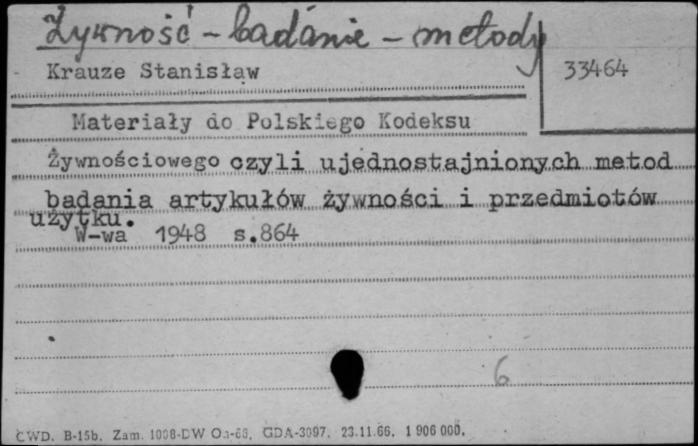 Żywność - badanie - metody
Krauze Stanisław
33464
Materiały do Polskiego Kodeksu
Żywnościowego czyli ujednostajnionych metod
badania artykułów żywności i przedmiotów
użytku.
W-wa 1948 s.864
6
CWD. B-15b. Zam. 1008-DW Oa-66. GDA-3097. 23.11.66. 1 906 000.